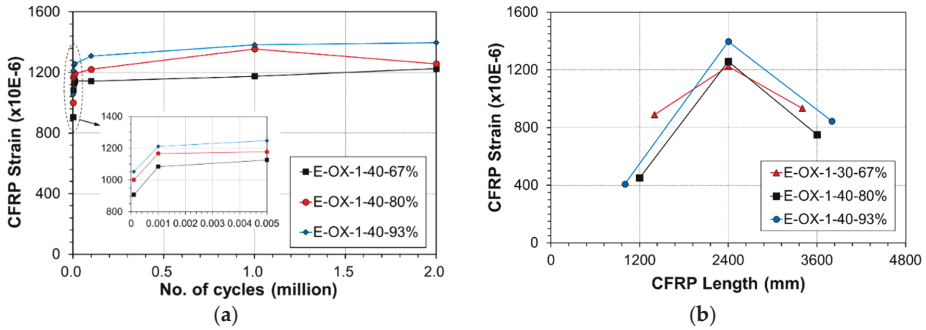 1600
1200
800
400
0
CFRP Strain (x10E-6)
0.0 0.5 1.0 1.5 2.0
No. of cycles (million)
1400
1200
1000
800
0 0.001 0.002 0.003 0.004 0.005
E-OX-1-40-67%
E-OX-1-40-80%
E-OX-1-40-93%
(a)
1600
1200
800
400
0
CFRP Strain (x10E-6)
0 1200 2400 3600 4800
CFRP Length (mm)
E-OX-1-30-67%
E-OX-1-40-80%
E-OX-1-40-93%
(b)